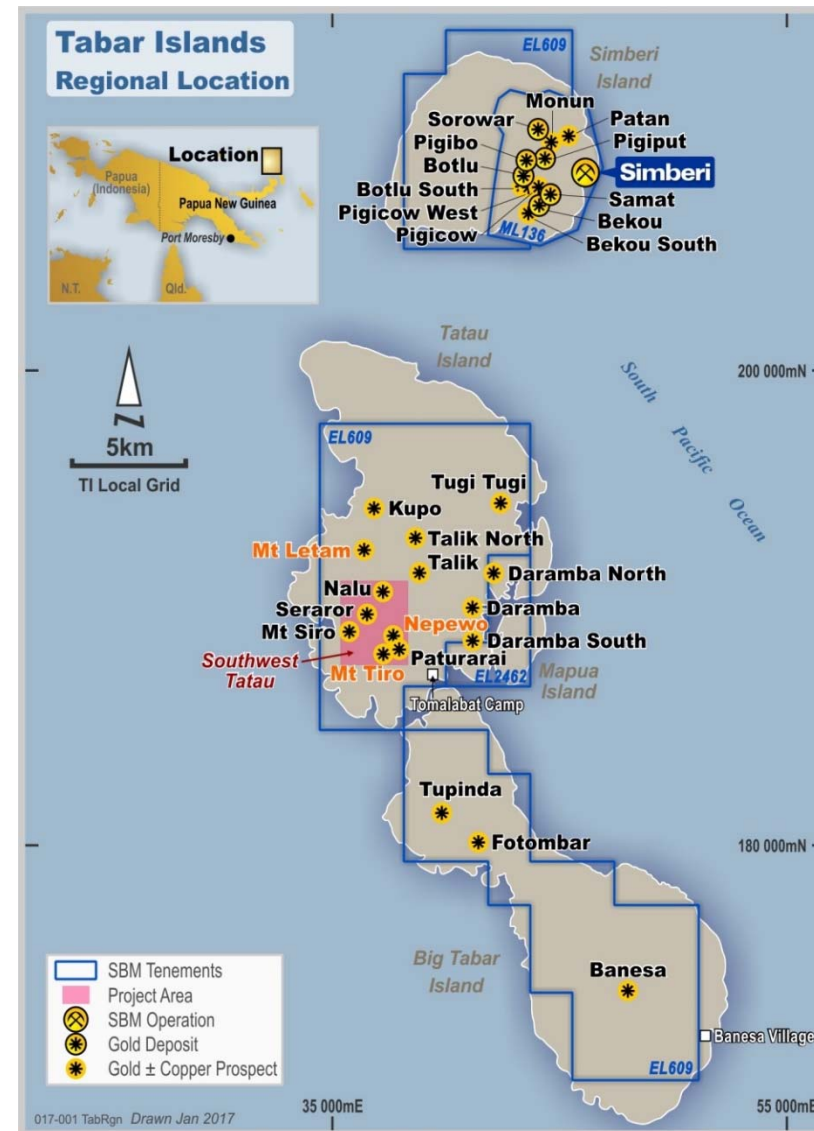 Tabar Islands
Regional Location
Location
Papua
(Indonesia)
Papua New Guinea
Port Moresby
N.T.
Qld.
EL609
Simberi
Island
Monun
Sorowar
Patan
Pigibo
Pigiput
Botlu
Simberi
Botlu South
Samat
Pigicow West
Bekou
Pigicow
ML136
Bekou South
Tatau
Island
200 000mN
South Pacific Ocean
N
5km
TI Local Grid
EL609
Tugi Tugi
Kupo
Talik North
Mt Letam
Talik
Daramba North
Nalu
Seraror
Daramba
Mt Siro
Nepewo
Daramba South
Southwest
Tatau
Paturarai
Mt Tiro
EL2462
Mapua
Island
Tomalabat Camp
Tupinda
Fotombar
180 000mN
Big Tabar
Island
Banesa
Banesa Village
EL609
SBM Tenements
Project Area
SBM Operation
Gold Deposit
Gold ± Copper Prospect
017-001 TabRgn Drawn Jan 2017
35 000mE
55 000mE